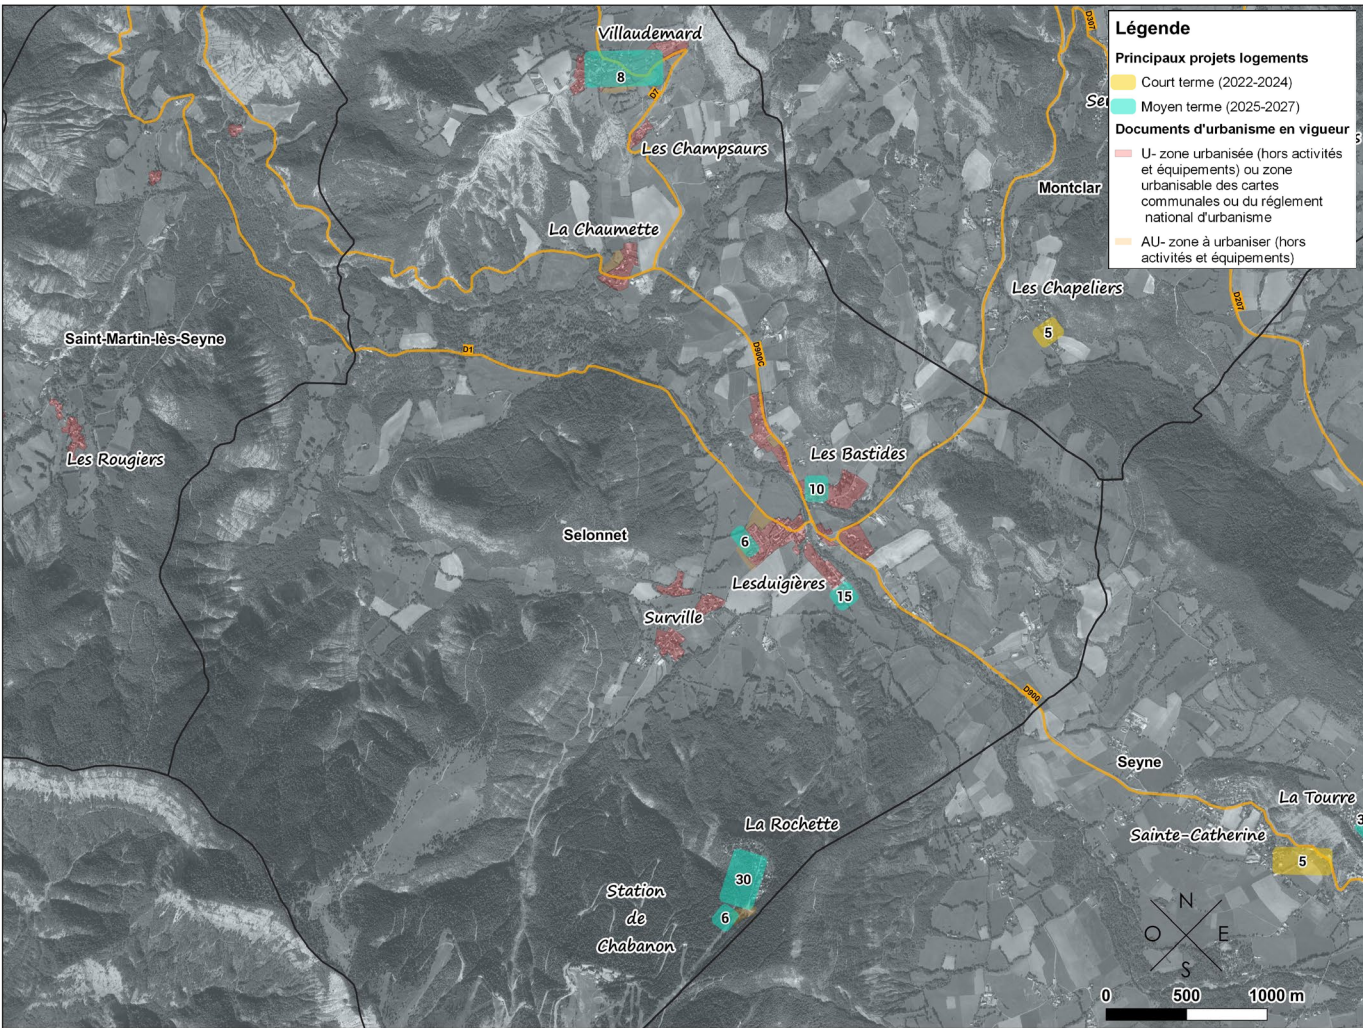 Légende
Principaux projets logements
Court terme (2022-2024)
Moyen terme (2025-2027)
Documents d'urbanisme en vigueur
U- zone urbanisée (hors activités
et équipements) ou zone
urbanisable des cartes
communales ou du réglement
national d'urbanisme
AU- zone à urbaniser (hors
activités et équipements)
D307
Villaudemard
8
D7
Les Champsaurs
Montclar
La Chaumette
Les Chapeliers
5
D207
Saint-Martin-lès-Seyne
D1
D900C
Les Rougiers
Les Bastides
10
Selonnet
6
Lesduigières
15
Surville
D900
Seyne
La Tourre
3
Sainte-Catherine
5
La Rochette
30
6
Station
de
Chabanon
N
O E
S
0 500 1000 m